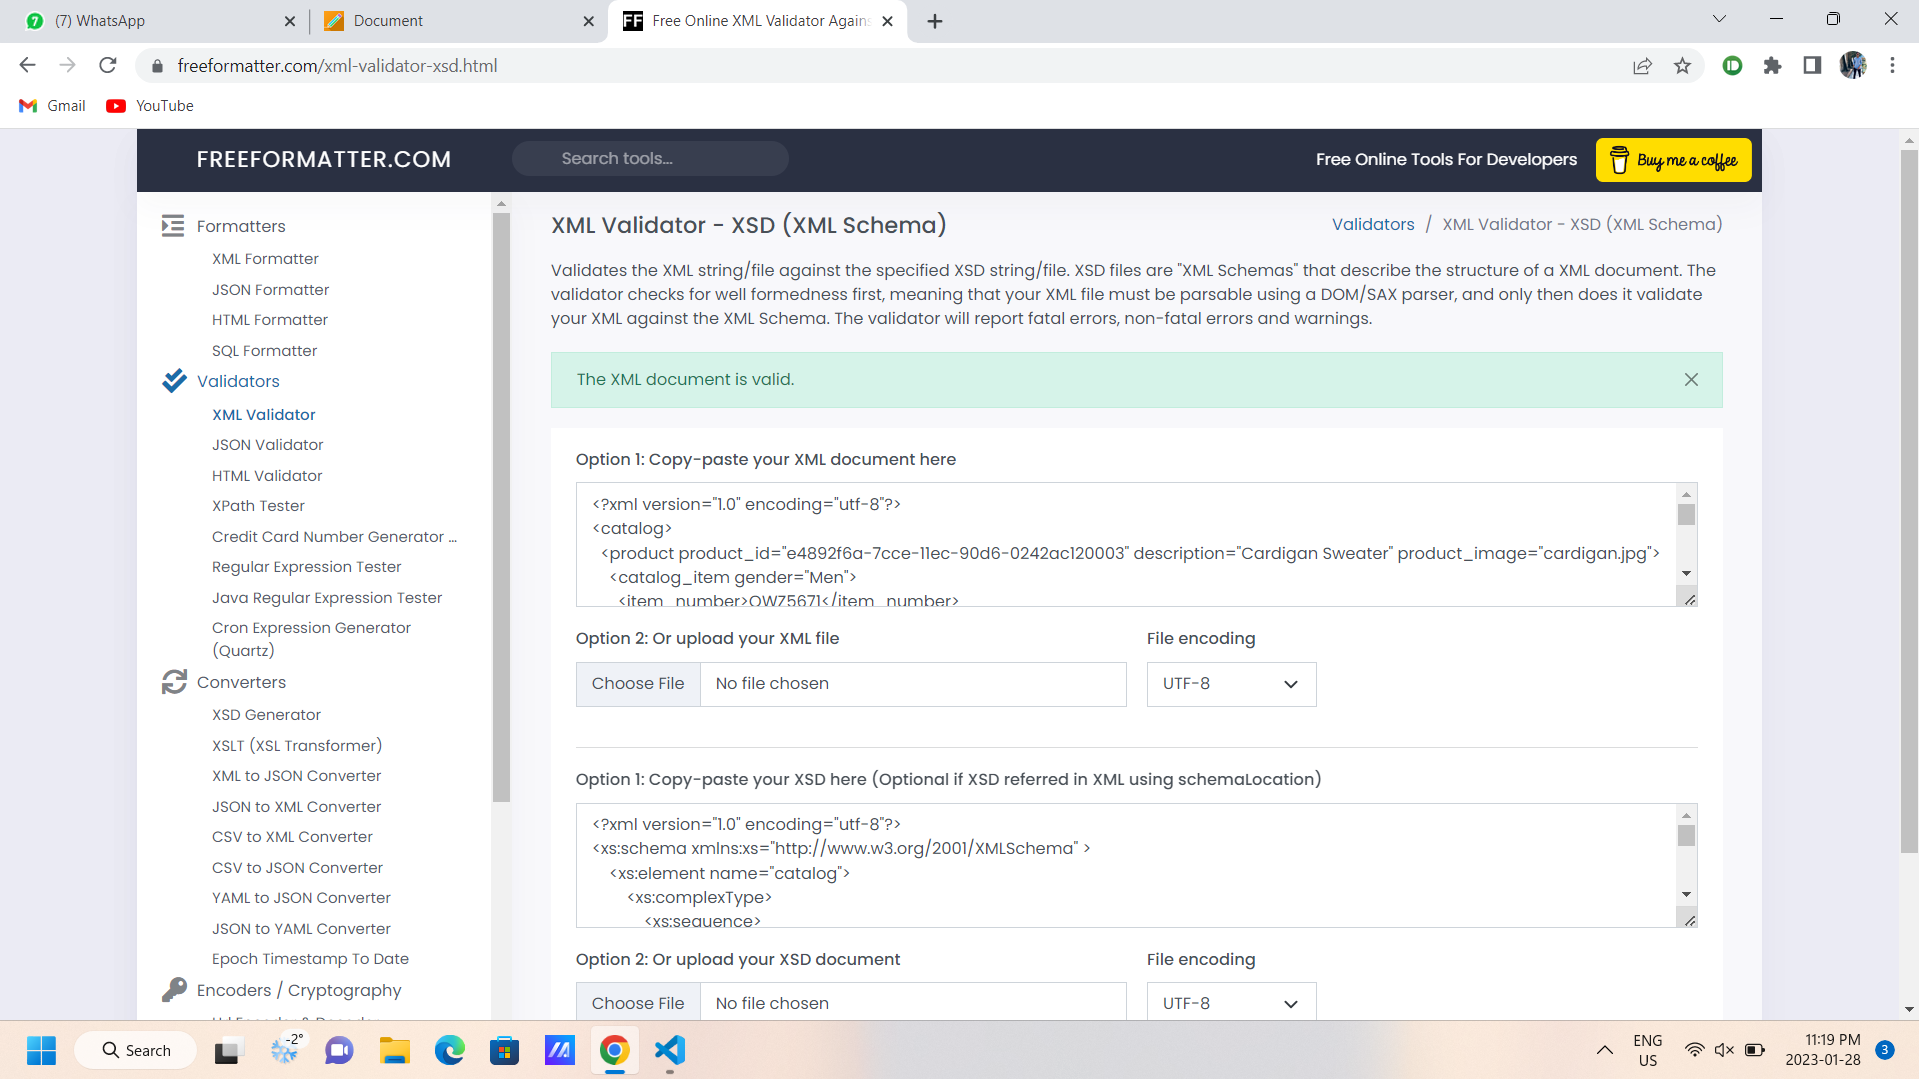 (7) WhatsApp
Document
Free Online XML Validator Again
freeformatter.com/xml-validator-xsd.html
Gmail
YouTube
FREEFORMATTER.COM
Search tools...
Free Online Tools For Developers
Buy me a coffee
Formatters
XML Formatter
JSON Formatter
HTML Formatter
SQL Formatter
Validators
XML Validator
JSON Validator
HTML Validator
XPath Tester
Credit Card Number Generator ...
Regular Expression Tester
Java Regular Expression Tester
Cron Expression Generator
(Quartz)
Converters
XSD Generator
XSLT (XSL Transformer)
XML to JSON Converter
JSON to XML Converter
CSV to XML Converter
CSV to JSON Converter
YAML to JSON Converter
JSON to YAML Converter
Epoch Timestamp To Date
Encoders / Cryptography
XML Validator - XSD (XML Schema)
Validators / XML Validator - XSD (XML Schema)
Validates the XML string/file against the specified XSD string/file. XSD files are "XML Schemas" that describe the structure of a XML document. The
validator checks for well formedness first, meaning that your XML file must be parsable using a DOM/SAX parser, and only then does it validate
your XML against the XML Schema. The validator will report fatal errors, non-fatal errors and warnings.
The XML document is valid.
Option 1: Copy-paste your XML document here
<?xml version="1.0" encoding="utf-8"?>
<catalog>
<product product_id="e4892f6a-7cce-11ec-90d6-0242ac120003" description="Cardigan Sweater" product_image="cardigan.jpg">
<catalog_item gender="Men">
<item_number>QWZ5671</item_number>
Option 2: Or upload your XML file
File encoding
Choose File
No file chosen
UTF-8
Option 1: Copy-paste your XSD here (Optional if XSD referred in XML using schemaLocation)
<?xml version="1.0" encoding="utf-8"?>
<xs:schema xmlns:xs="http://www.w3.org/2001/XMLSchema" >
<xs:element name="catalog">
<xs:complexType>
<xs:sequence>
Option 2: Or upload your XSD document
File encoding
Choose File
No file chosen
UTF-8
Search
-2°
ENG
US
11:19 PM
2023-01-28
3